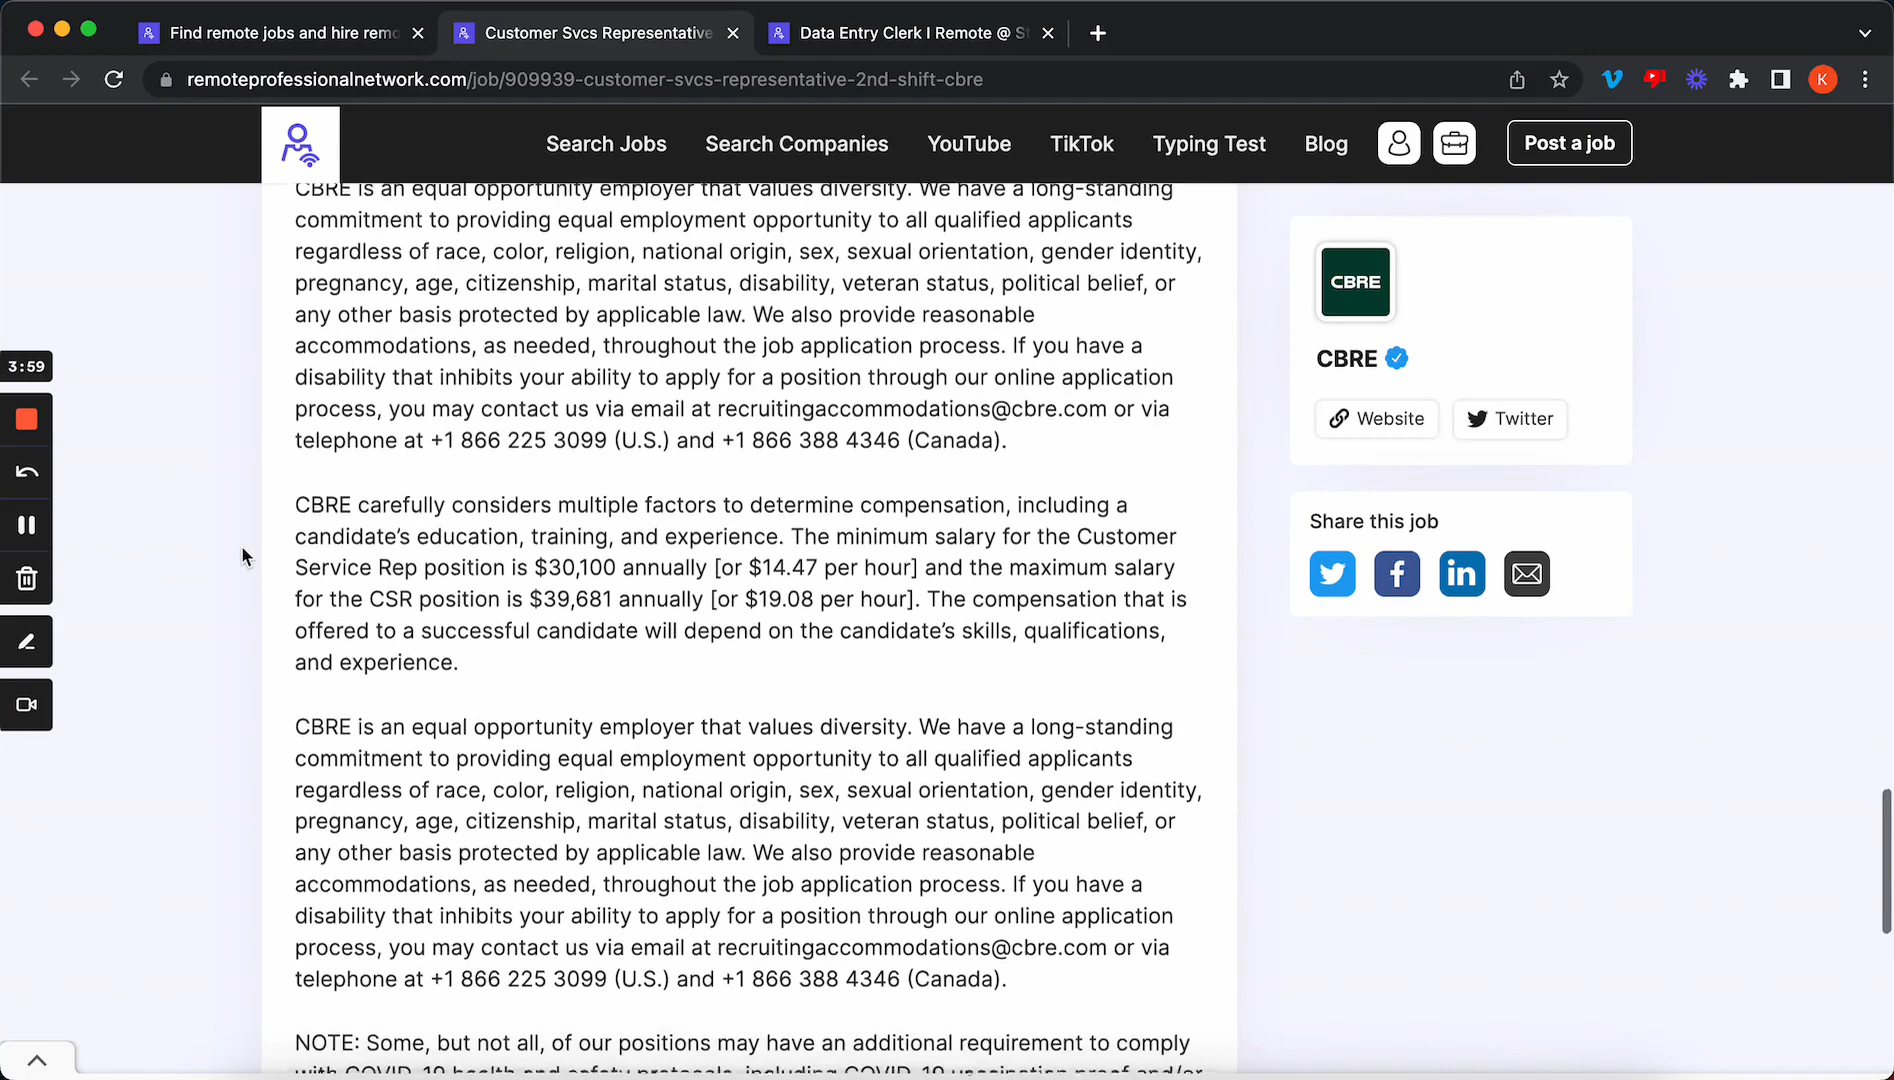 Find remote jobs and hire remo
Customer Svcs Representative
Data Entry Clerk I Remote @ St
remoteprofessionalnetwork.com/job/909939-customer-svcs-representative-2nd-shift-cbre
K
Search Jobs
Search Companies
YouTube
TikTok
Typing Test
Blog
Post a job
CBRE is an equal opportunity employer that values diversity. We have a long-standing
commitment to providing equal employment opportunity to all qualified applicants
regardless of race, color, religion, national origin, sex, sexual orientation, gender identity,
pregnancy, age, citizenship, marital status, disability, veteran status, political belief, or
any other basis protected by applicable law. We also provide reasonable
accommodations, as needed, throughout the job application process. If you have a
disability that inhibits your ability to apply for a position through our online application
process, you may contact us via email at recruitingaccommodations@cbre.com or via
telephone at +1 866 225 3099 (U.S.) and +1 866 388 4346 (Canada).
CBRE carefully considers multiple factors to determine compensation, including a
candidate’s education, training, and experience. The minimum salary for the Customer
Service Rep position is $30,100 annually [or $14.47 per hour] and the maximum salary
for the CSR position is $39,681 annually [or $19.08 per hour]. The compensation that is
offered to a successful candidate will depend on the candidate’s skills, qualifications,
and experience.
CBRE is an equal opportunity employer that values diversity. We have a long-standing
commitment to providing equal employment opportunity to all qualified applicants
regardless of race, color, religion, national origin, sex, sexual orientation, gender identity,
pregnancy, age, citizenship, marital status, disability, veteran status, political belief, or
any other basis protected by applicable law. We also provide reasonable
accommodations, as needed, throughout the job application process. If you have a
disability that inhibits your ability to apply for a position through our online application
process, you may contact us via email at recruitingaccommodations@cbre.com or via
telephone at +1 866 225 3099 (U.S.) and +1 866 388 4346 (Canada).
NOTE: Some, but not all, of our positions may have an additional requirement to comply
with COVID-19 health and safety protocols, including COVID-19 vaccination proof and/or
CBRE
CBRE
Website
Twitter
Share this job
3:59